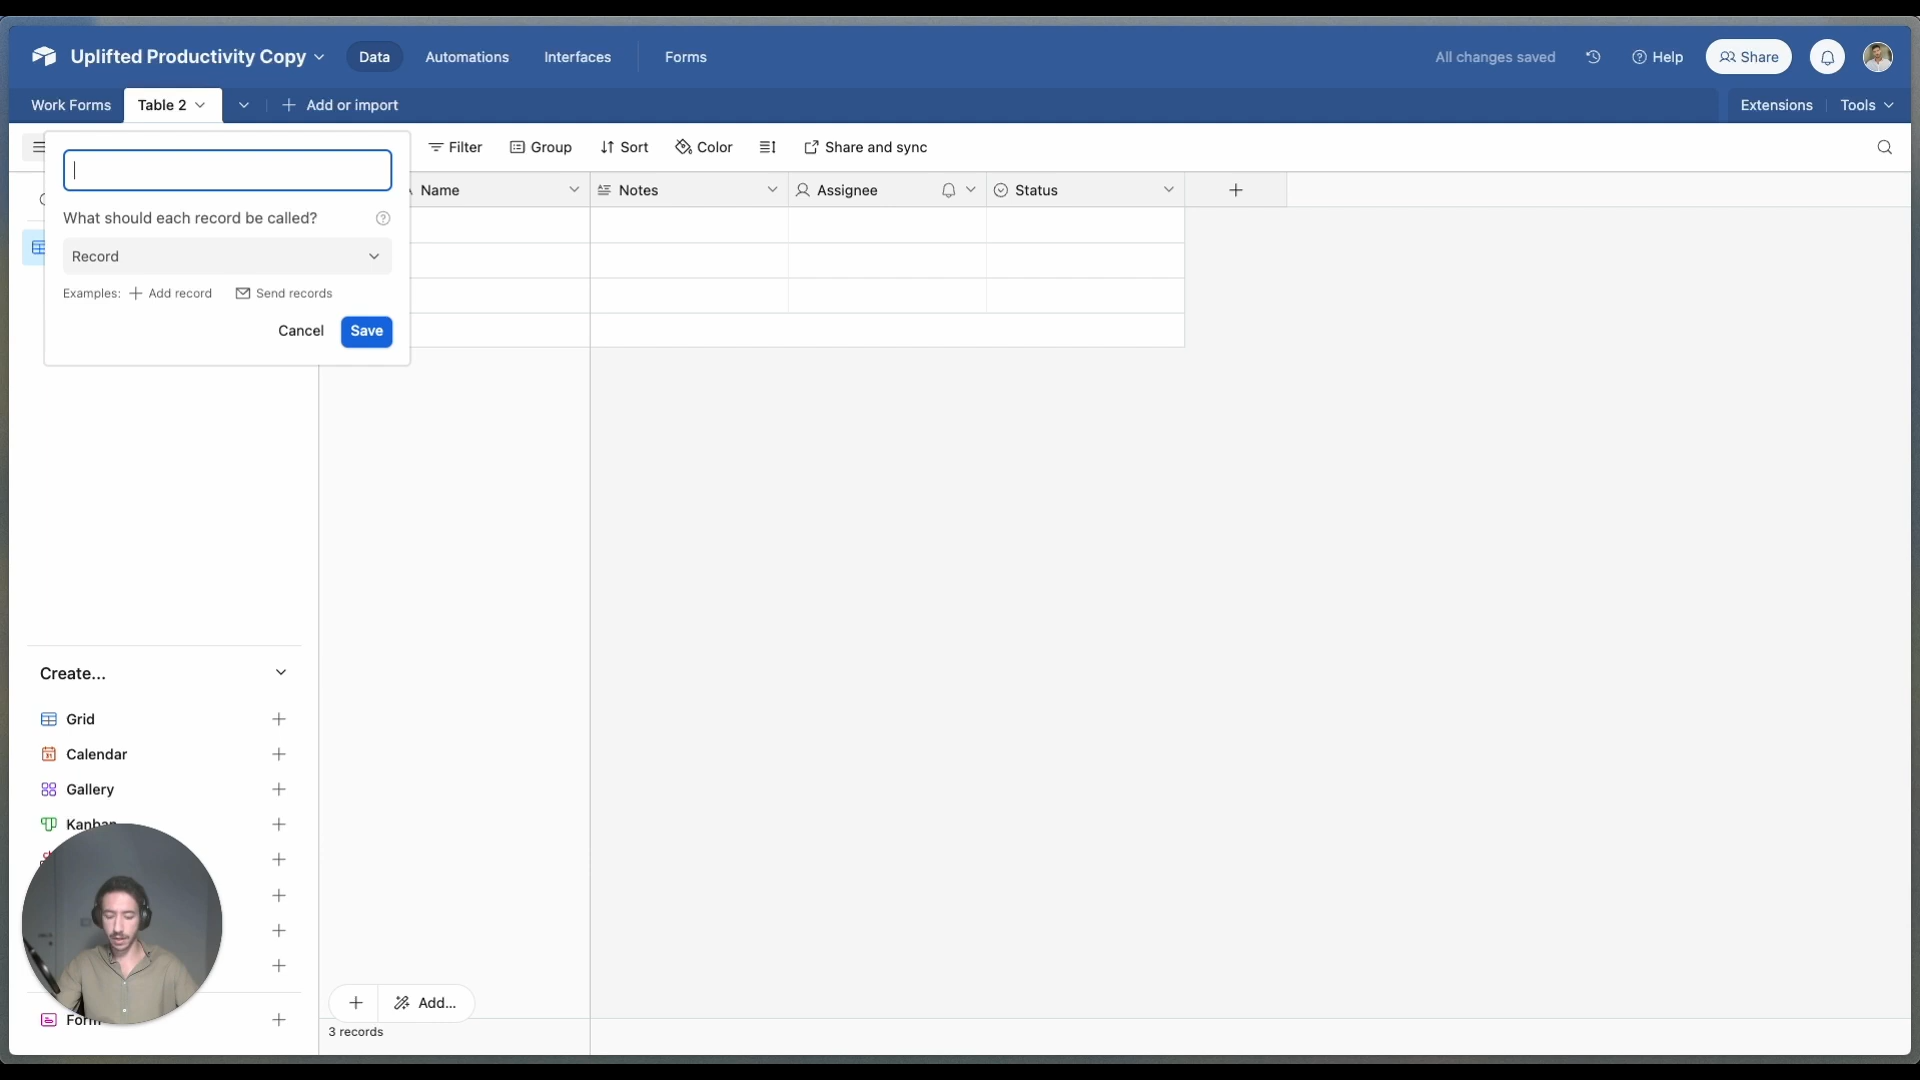 Uplifted Productivity Copy Data Automations Interfaces Forms All changes saved Help Share
Work Forms Table 2 Add or import Extensions Tools
Filter Group Sort Color Share and sync
Name Notes Assignee Status
What should each record be called?
Record
Examples: Add record Send records
Cancel Save
Create...
Grid
Calendar
Gallery
Kanban
Form
Add...
3 records